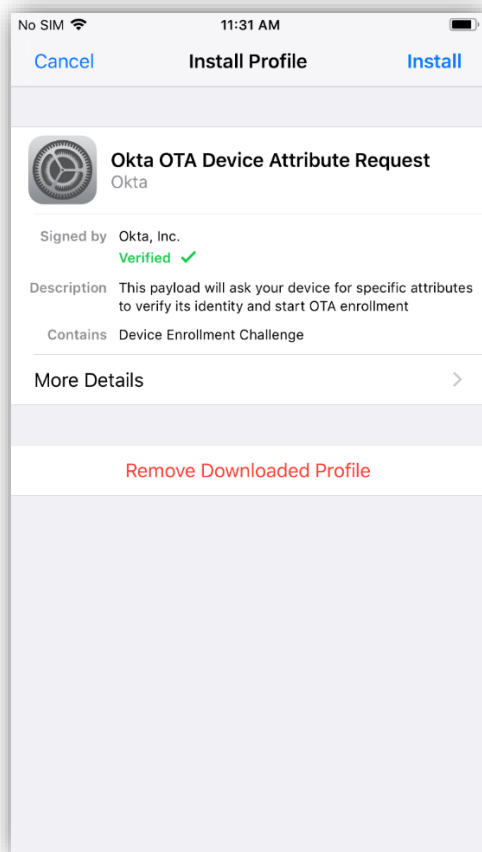 No SIM 11:31 AM
Cancel Install Profile Install
Okta OTA Device Attribute Request
Okta
Signed by Okta, Inc.
Verified
Description This payload will ask your device for specific attributes
to verify its identity and start OTA enrollment
Contains Device Enrollment Challenge
More Details
Remove Downloaded Profile